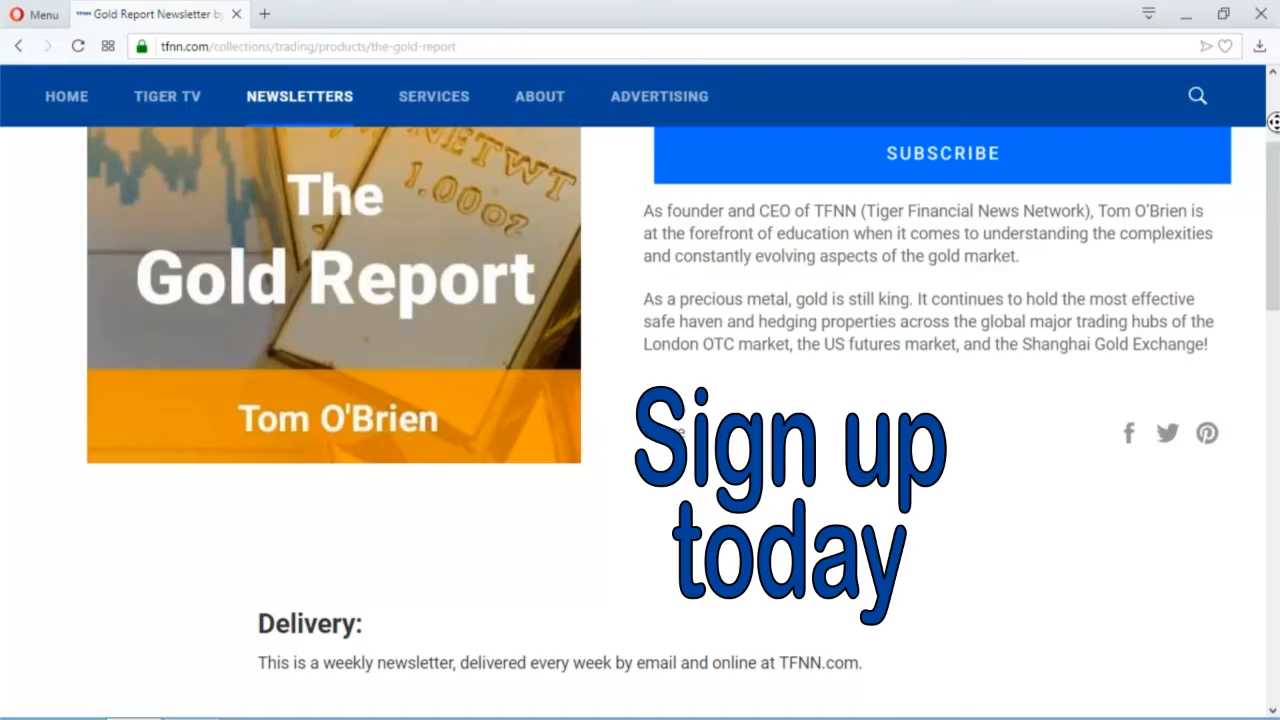 Menu
TFNN Gold Report Newsletter b
tfnn.com/collections/trading/products/the-gold-report
HOME TIGER TV NEWSLETTERS SERVICES ABOUT ADVERTISING
NETWT
1.00oz
The
Gold Report
Tom O'Brien
SUBSCRIBE
As founder and CEO of TFNN (Tiger Financial News Network), Tom O'Brien is
at the forefront of education when it comes to understanding the complexities
and constantly evolving aspects of the gold market.
As a precious metal, gold is still king. It continues to hold the most effective
safe haven and hedging properties across the global major trading hubs of the
London OTC market, the US futures market, and the Shanghai Gold Exchange!
Sign up
today
Delivery:
This is a weekly newsletter, delivered every week by email and online at TFNN.com.